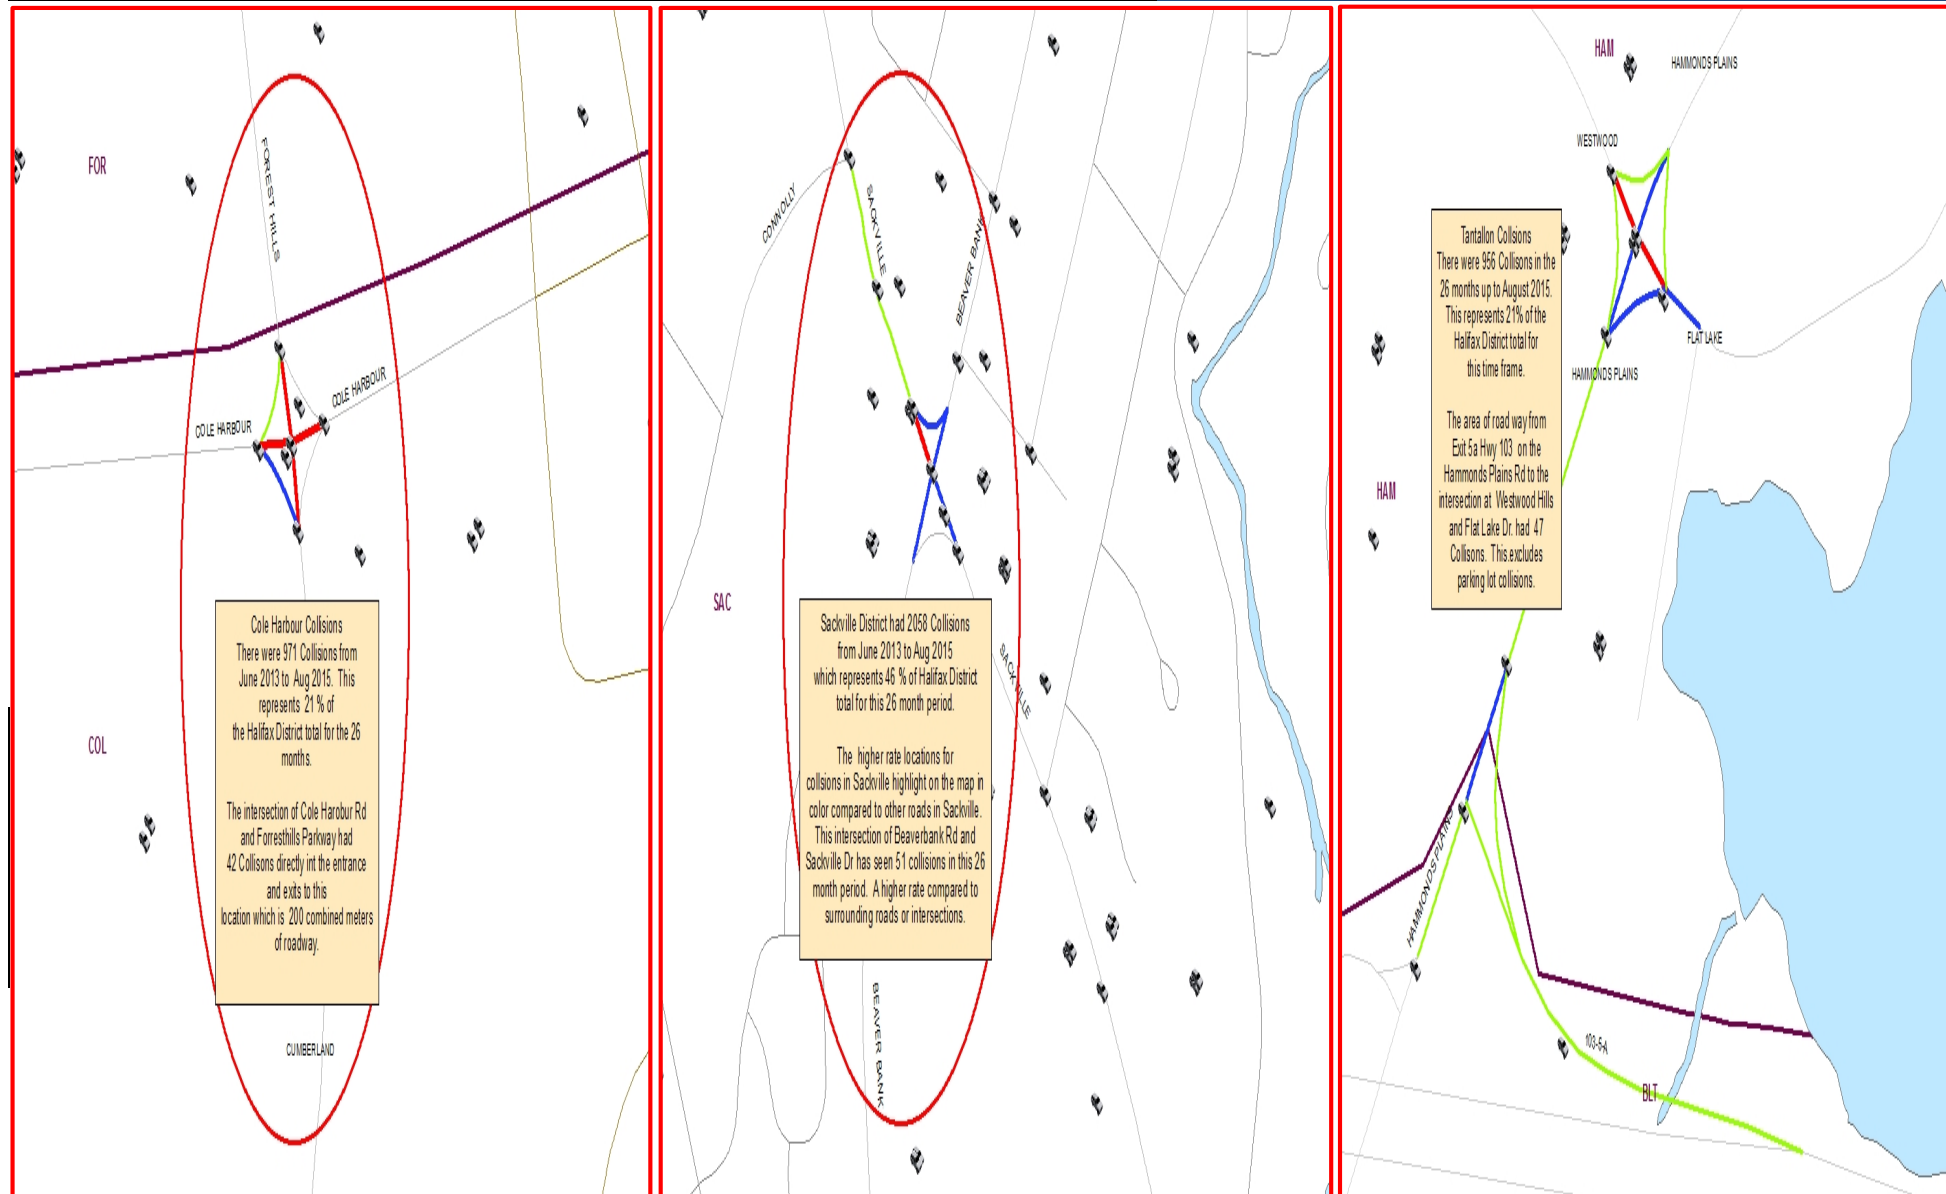 FOR
FOREST HILLS
COLE HARBOUR
COLE HARBOUR
Cole Harbour Collisions
There were 971 Collisions from
June 2013 to Aug 2015. This
represents 21 % of
the Halifax District total for the 26
months.
The intersection of Cole Harobur Rd
and Forresthills Parkway had
42 Collisons directly int the entrance
and exits to this
location which is 200 combined meters
of roadway.
COL
CUMBERLAND
CONNOLLY
SACKVILLE
BEAVER BANK
SAC
Sackville District had 2058 Collisions
from June 2013 to Aug 2015
which represents 46 % of Halifax District
total for this 26 month period.
The higher rate locations for
collsions in Sackville highlight on the map in
color compared to other roads in Sackville.
This intersection of Beaverbank Rd and
Sackville Dr has seen 51 collisions in this 26
month period. A higher rate compared to
surrounding roads or intersections.
SACKVILLE
BEAVER BANK
HAM
HAMMONDS PLAINS
WESTWOOD
Tantallon Collsions
There were 956 Collisons in the
26 months up to August 2015.
This represents 21% of the
Halifax District total for
this time frame.
The area of road way from
Exit 5a Hwy 103 on the
Hammonds Plains Rd to the
intersection at Westwood Hills
and Flat Lake Dr. had 47
Collisons. This excludes
parking lot collisions.
FLAT LAKE
HAMMONDS PLAINS
HAM
HAMMONDS PLAINS
103-5-A
BLT